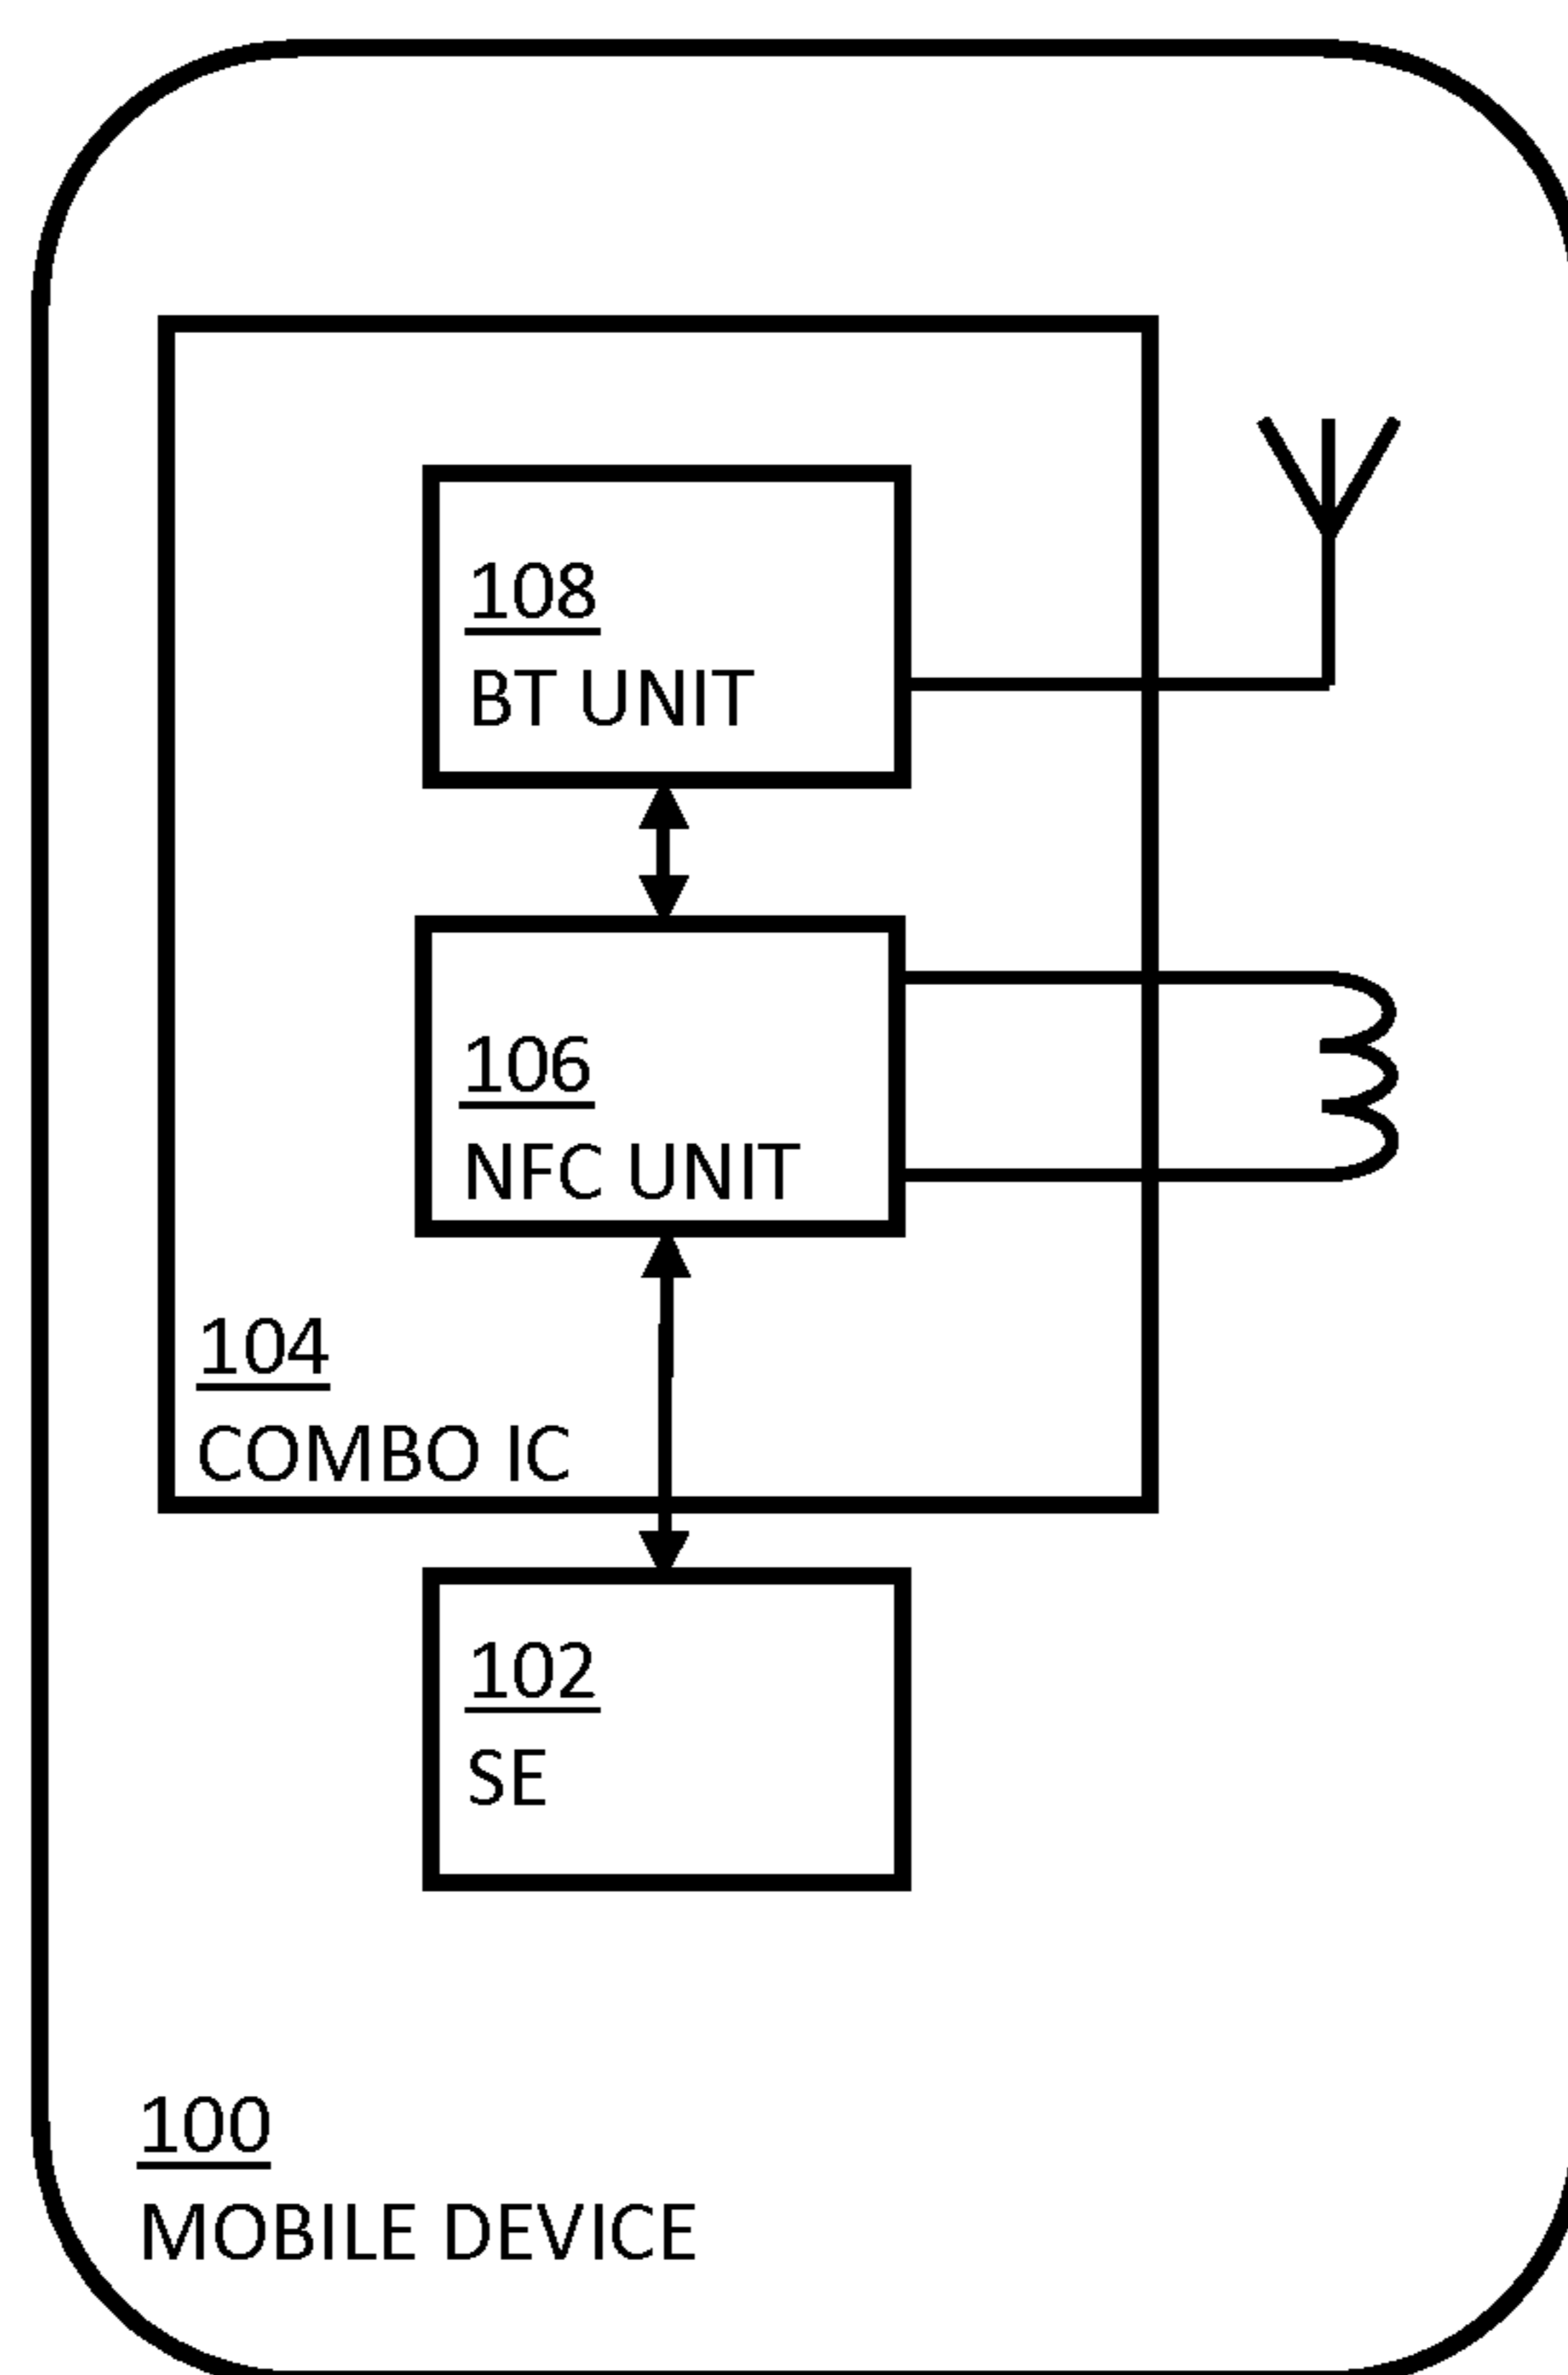 108
BT UNIT
106
NFC UNIT
104
COMBO IC
102
SE
100
MOBILE DEVICE